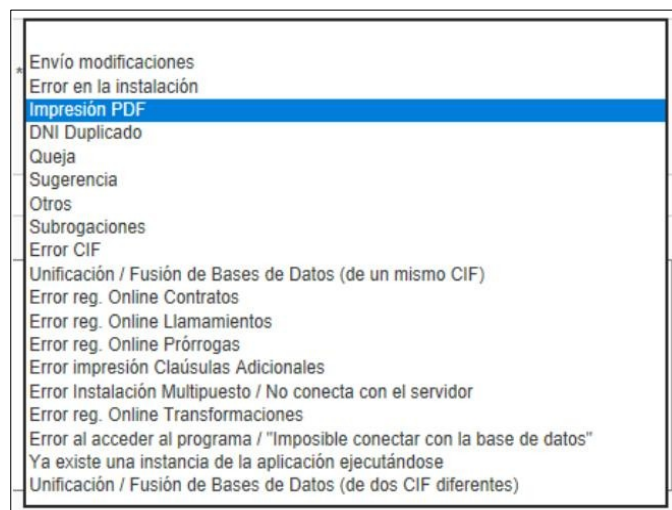 *
Envío modificaciones
Error en la instalación
Impresión PDF
DNI Duplicado
Queja
Sugerencia
Otros
Subrogaciones
Error CIF
Unificación / Fusión de Bases de Datos (de un mismo CIF)
Error reg. Online Contratos
Error reg. Online Llamamientos
Error reg. Online Prórrogas
Error impresión Claúsulas Adicionales
Error Instalación Multipuesto / No conecta con el servidor
Error reg. Online Transformaciones
Error al acceder al programa / "Imposible conectar con la base de datos"
Ya existe una instancia de la aplicación ejecutándose
Unificación / Fusión de Bases de Datos (de dos CIF diferentes)